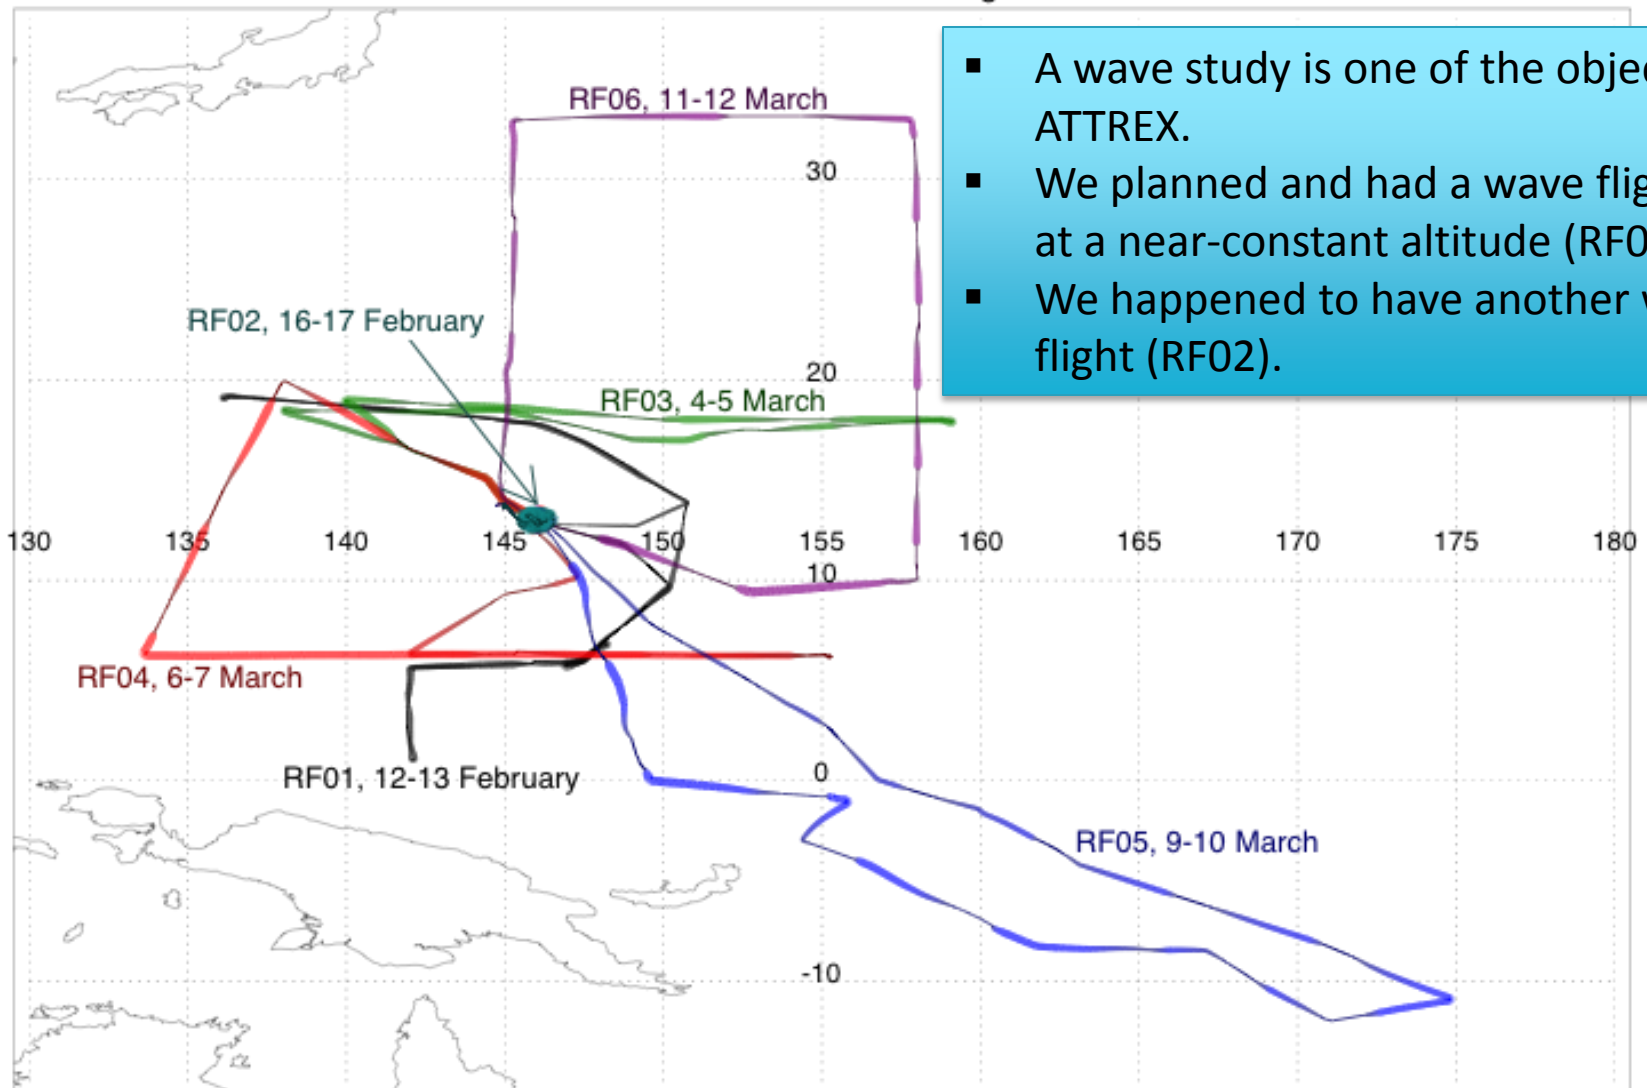 ▪ A wave study is one of the
ATTREX.
▪ We planned and had a wave
at a near-constant altitude
▪ We happened to have another
flight (RF02).
RF06, 11-12 March
30
RF02, 16-17 February
20
RF03, 4-5 March
130 135 140 145 150 155 160 165 170 175 180
10
RF04, 6-7 March
RF01, 12-13 February
0
RF05, 9-10 March
-10